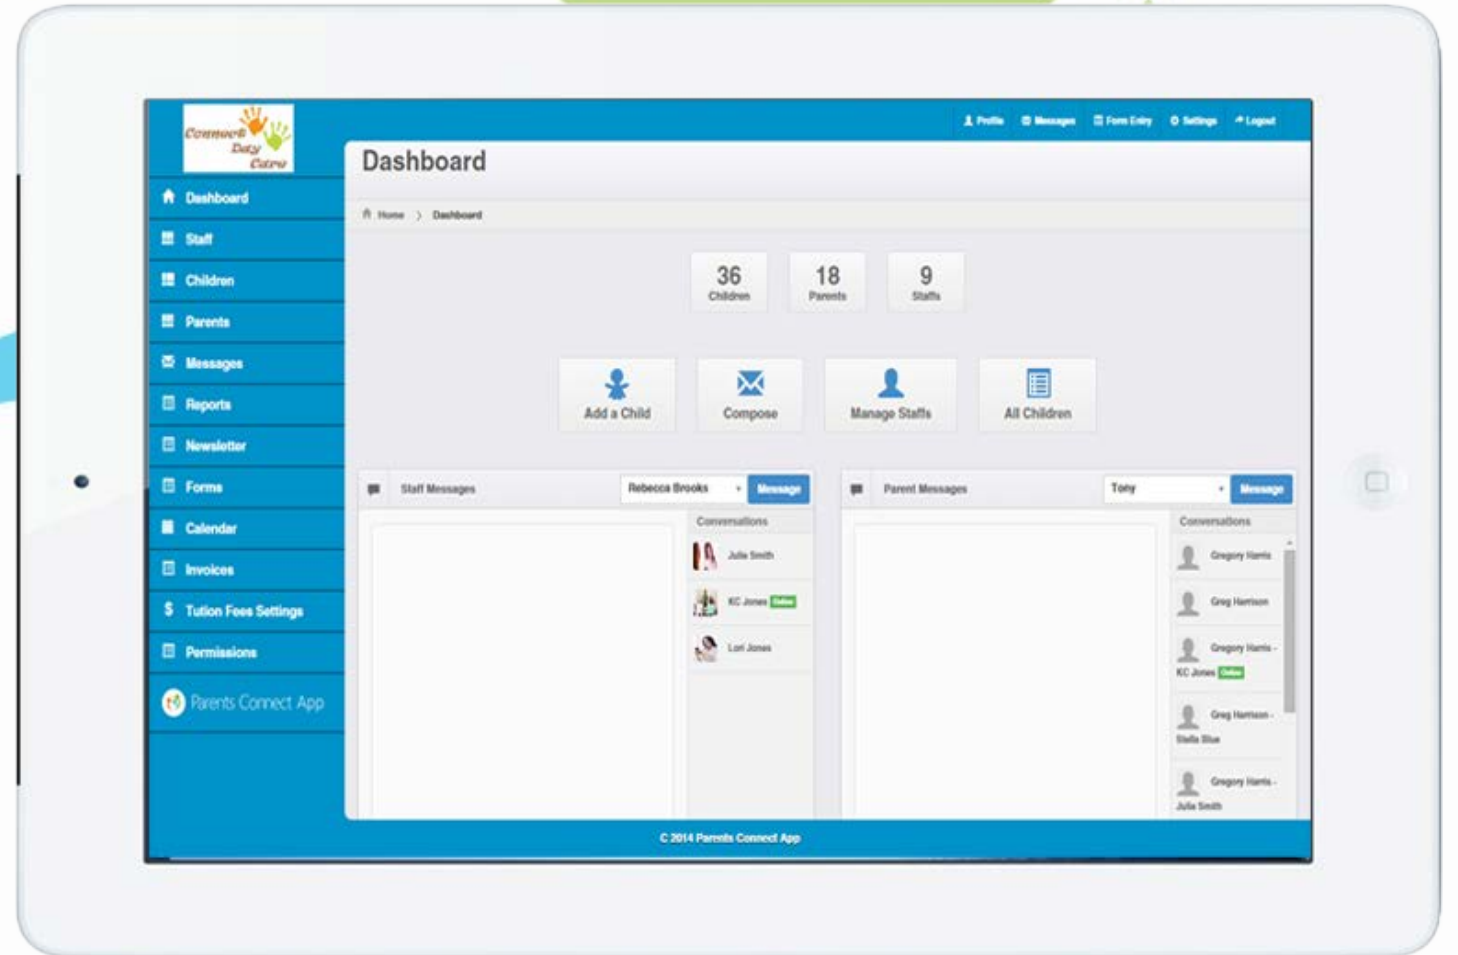 Connect
Day
Care
Profile Messages Form Entry Settings Logout
Dashboard
Home > Dashboard
Dashboard
Staff
Children
Parents
Messages
Reports
Newsletter
Forms
Calendar
Invoices
$ Tution Fees Settings
Permissions
Parents Connect App
36
Children
18
Parents
9
Staffs
Add a Child
Compose
Manage Staffs
All Children
Staff Messages Rebecca Brooks Message
Conversations
Julia Smith
KC Jones Online
Lori Jones
Parent Messages Tony Message
Conversations
Gregory Harris
Greg Harrison
Gregory Harris -
KC Jones Online
Greg Harrison -
Stella Blue
Gregory Harris -
Julia Smith
C 2014 Parents Connect App